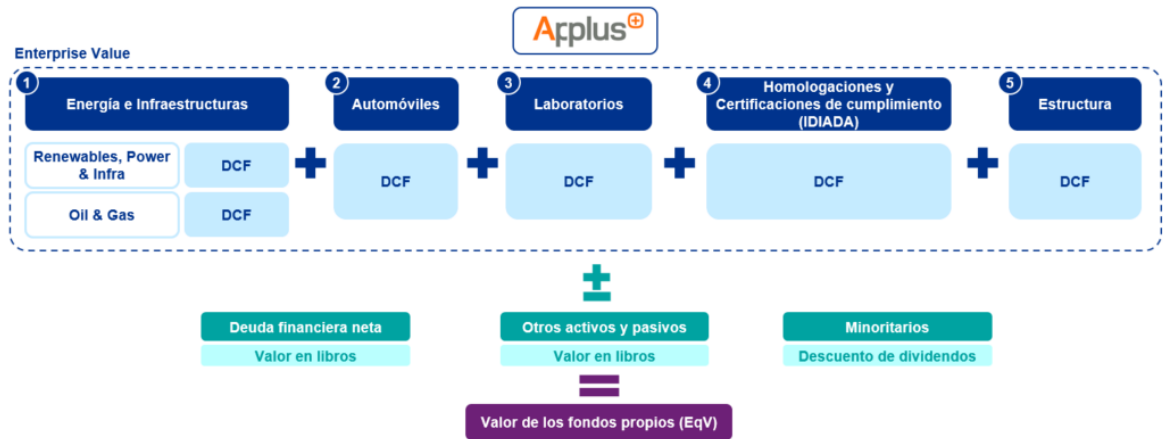 Applus+
Enterprise Value
1
Energía e Infraestructuras
2
Automóviles
3
Laboratorios
4
Homologaciones y
Certificaciones de cumplimiento
(IDIADA)
5
Estructura
Renewables, Power
& Infra
DCF
Oil & Gas
DCF
DCF
DCF
DCF
DCF
Deuda financiera neta
Valor en libros
Otros activos y pasivos
Valor en libros
Minoritarios
Descuento de dividendos
Valor de los fondos propios (EqV)